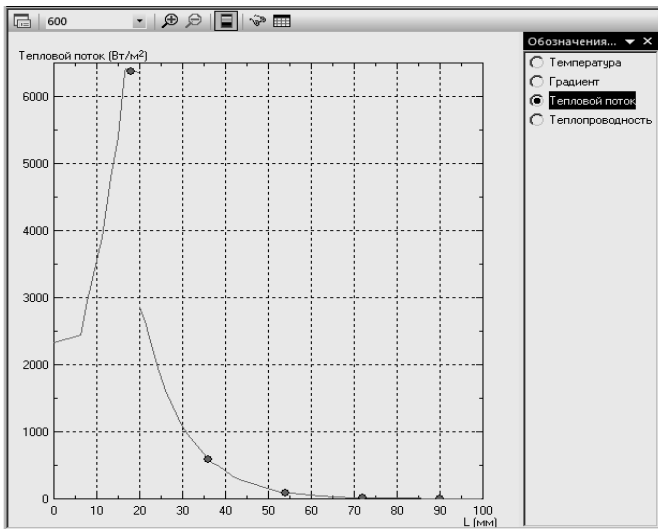 600
Тепловой поток (Вт/м²)
6000
5000
4000
3000
2000
1000
0
0 10 20 30 40 50 60 70 80 90 100
L (мм)
Обозначения...
Температура
Градиент
Тепловой поток
Теплопроводность